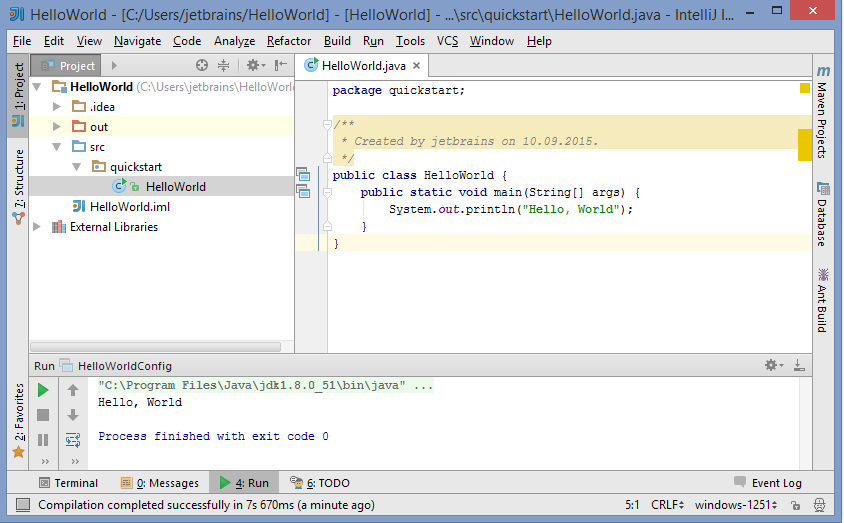 HelloWorld - [C:/Users/jetbrains/HelloWorld] - [HelloWorld] - ...\src\quickstart\HelloWorld.java - IntelliJ I...
File Edit View Navigate Code Analyze Refactor Build Run Tools VCS Window Help
1: Project
7: Structure
2: Favorites
Project
HelloWorld (C:\Users\jetbrains\HelloWorl
.idea
out
src
quickstart
HelloWorld
HelloWorld.iml
External Libraries
HelloWorld.java
package quickstart;
/**
* Created by jetbrains on 10.09.2015.
*/
public class HelloWorld {
public static void main(String[] args) {
System.out.println("Hello, World");
}
}
Maven Projects
Database
Ant Build
Run HelloWorldConfig
"C:\Program Files\Java\jdk1.8.0_51\bin\java" ...
Hello, World
Process finished with exit code 0
Terminal 0: Messages 4: Run 6: TODO Event Log
Compilation completed successfully in 7s 670ms (a minute ago) 5:1 CRLF windows-1251